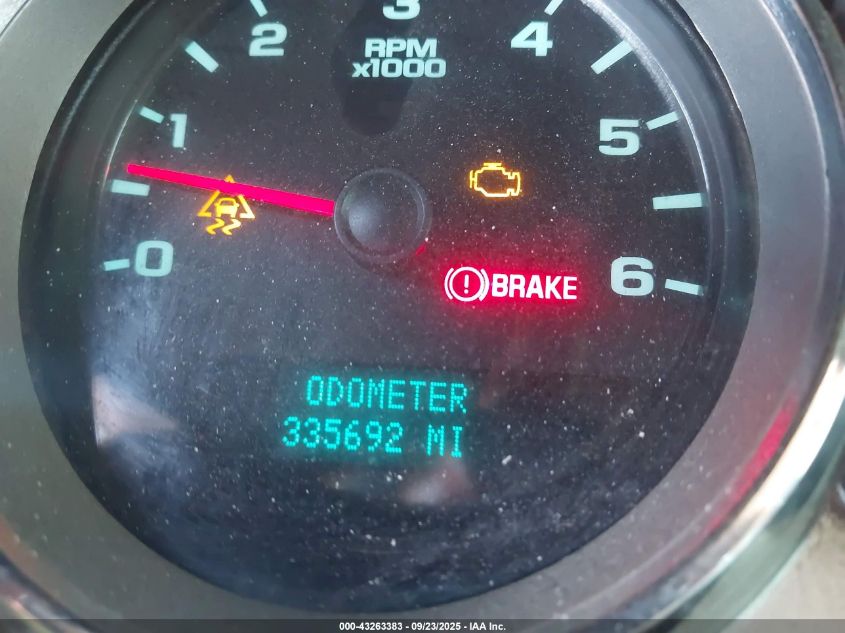 3
2
4
RPM
x1000
1
5
0
6
BRAKE
ODOMETER
335692 MI
000-43263383 - 09/23/2025 - IAA Inc.